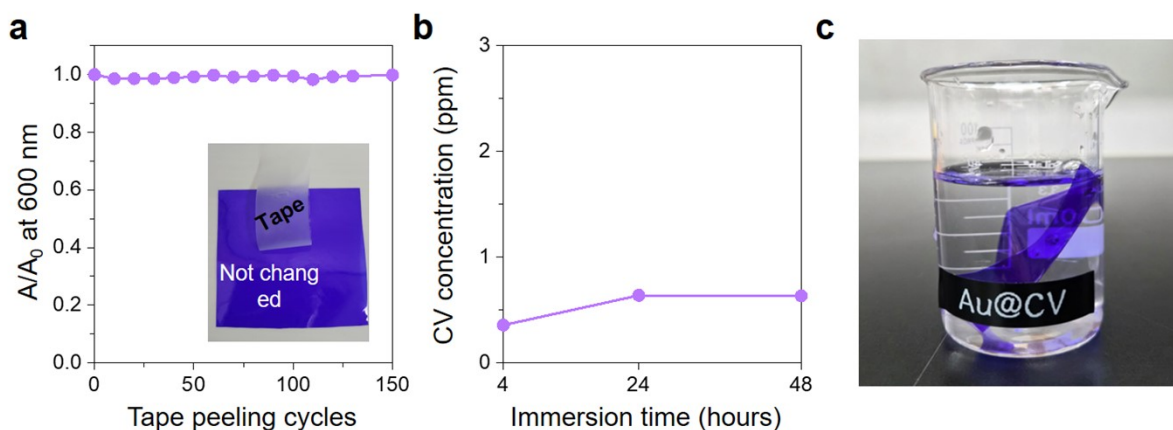 a
A/A₀ at 600 nm
1.0
0.8
0.6
0.4
0.2
0.0
0
50
100
150
Tape peeling cycles
Tape
Not chang
ed
b
CV concentration (ppm)
3
2
1
0
4
24
48
Immersion time (hours)
c
100
Au@CV